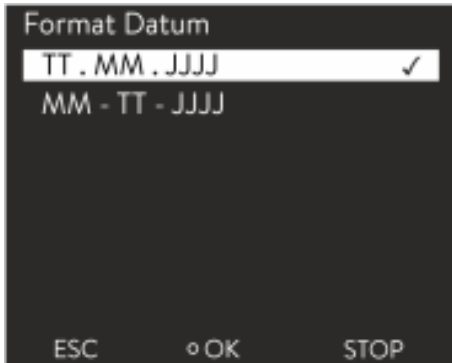 Format Datum
TT . MM . JJJJ ✓
MM - TT - JJJJ
ESC o OK STOP